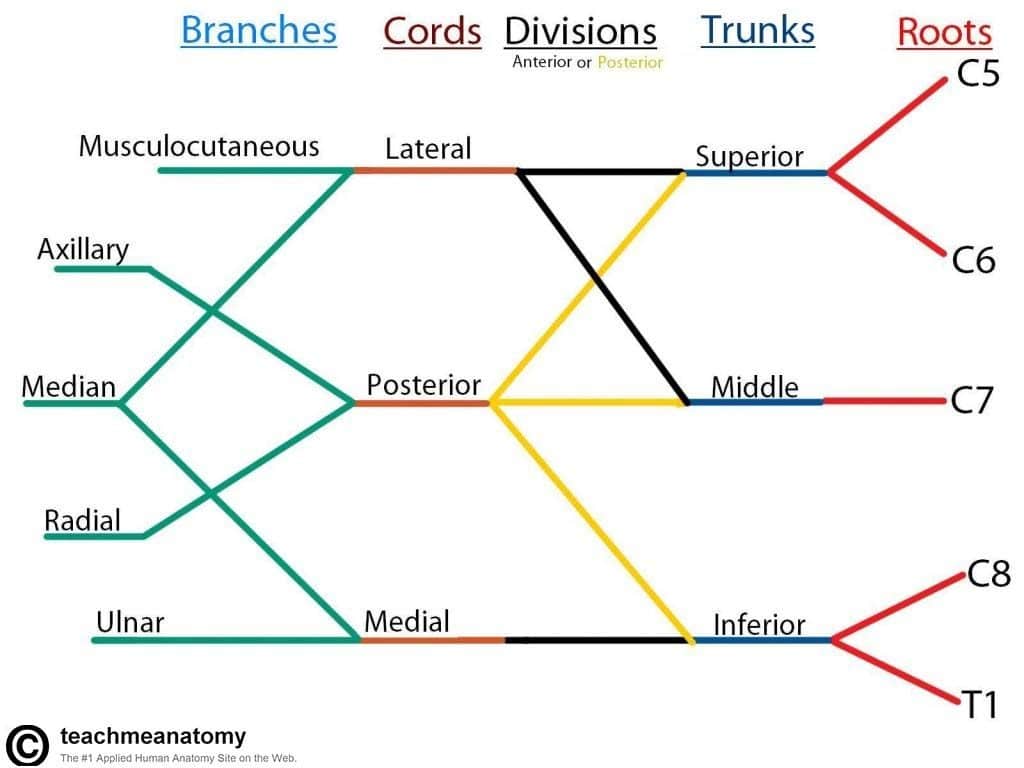 Branches Cords Divisions Trunks Roots
Anterior or Posterior
C5
Musculocutaneous Lateral Superior
Axillary C6
Median Posterior Middle C7
Radial
C8
Ulnar Medial Inferior
T1
© teachmeanatomy
The #1 Applied Human Anatomy Site on the Web.